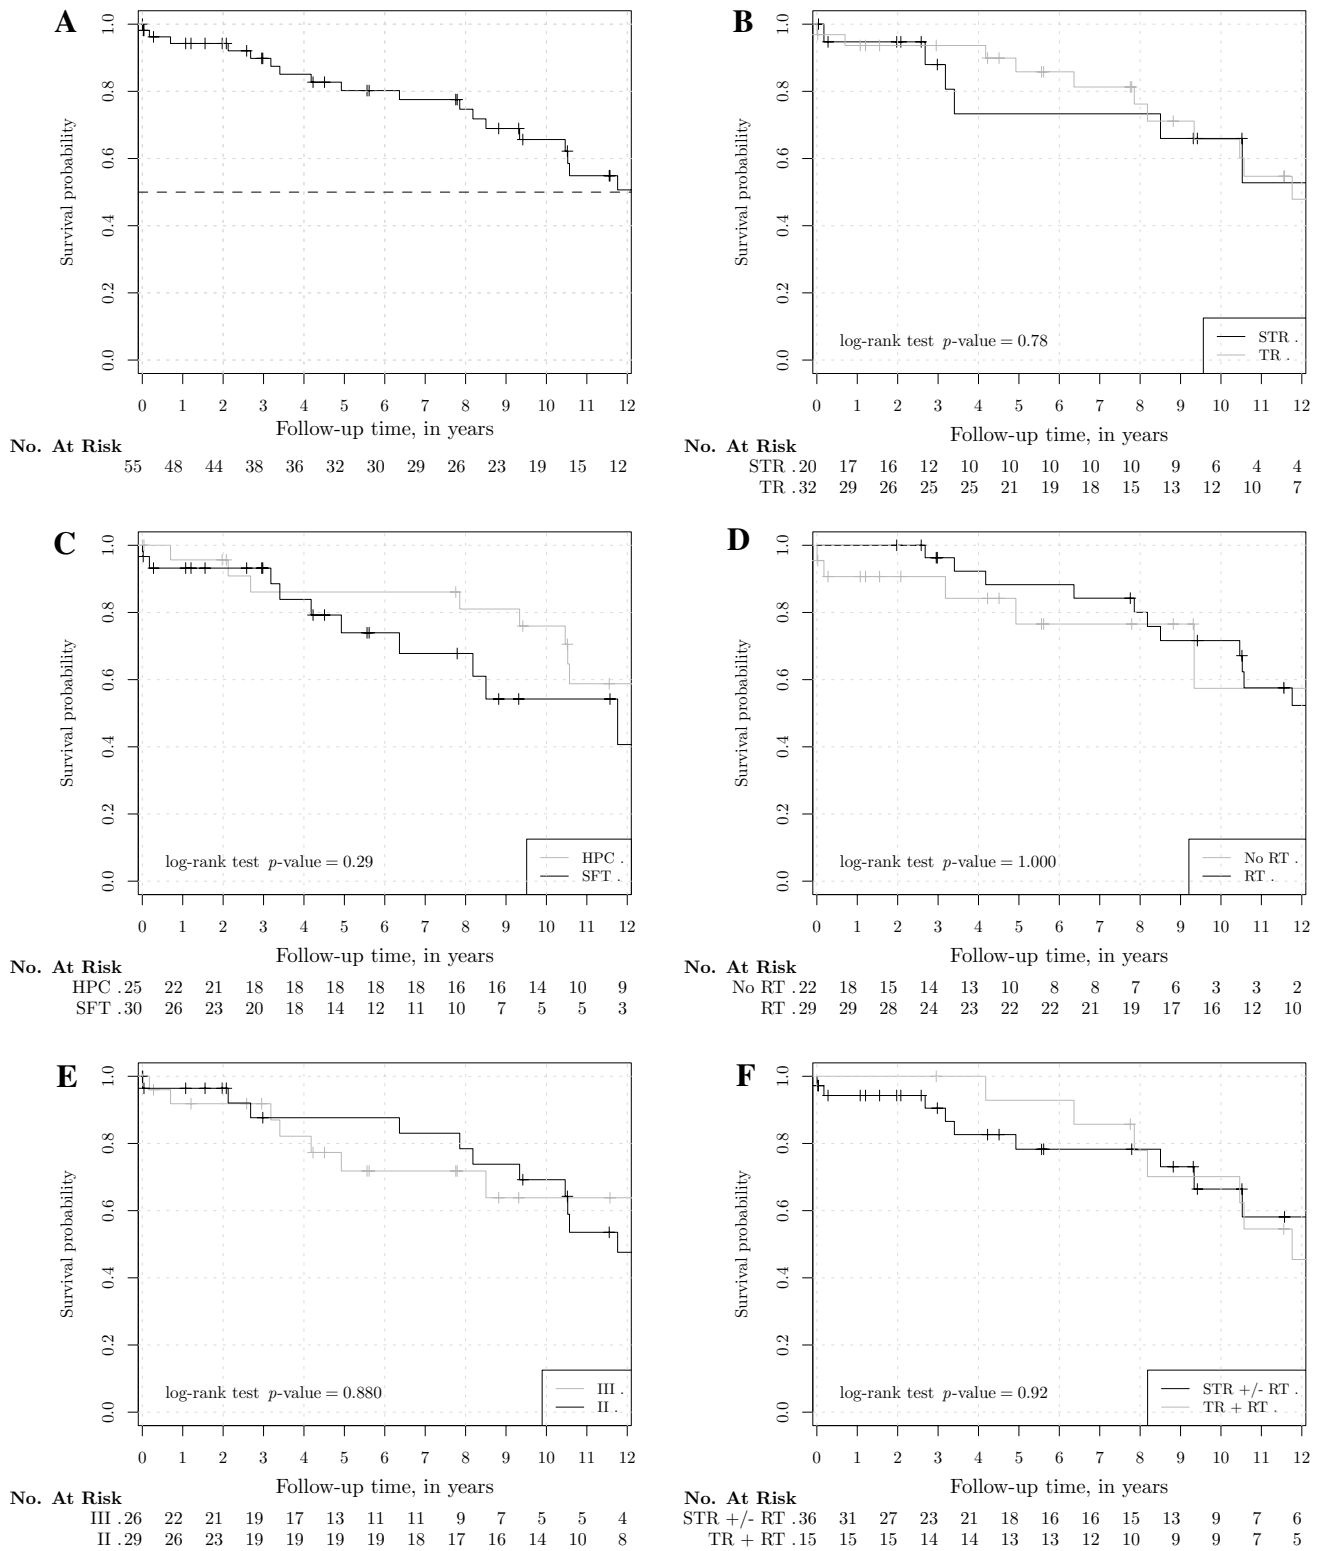 A
Survival probability
1.0
0.8
0.6
0.4
0.2
0.0
0 1 2 3 4 5 6 7 8 9 10 11 12
Follow-up time, in years
No. At Risk
55 48 44 38 36 32 30 29 26 23 19 15 12
B
Survival probability
1.0
0.8
0.6
0.4
0.2
0.0
log-rank test p-value = 0.78
STR .
TR .
0 1 2 3 4 5 6 7 8 9 10 11 12
Follow-up time, in years
No. At Risk
STR . 20 17 16 12 10 10 10 10 10 9 6 4 4
TR . 32 29 26 25 25 21 19 18 15 13 12 10 7
C
Survival probability
1.0
0.8
0.6
0.4
0.2
0.0
log-rank test p-value = 0.29
HPC .
SFT .
0 1 2 3 4 5 6 7 8 9 10 11 12
Follow-up time, in years
No. At Risk
HPC . 25 22 21 18 18 18 18 18 16 16 14 10 9
SFT . 30 26 23 20 18 14 12 11 10 7 5 5 3
D
Survival probability
1.0
0.8
0.6
0.4
0.2
0.0
log-rank test p-value = 1.000
No RT .
RT .
0 1 2 3 4 5 6 7 8 9 10 11 12
Follow-up time, in years
No. At Risk
No RT . 22 18 15 14 13 10 8 8 7 6 3 3 2
RT . 29 29 28 24 23 22 22 21 19 17 16 12 10
E
Survival probability
1.0
0.8
0.6
0.4
0.2
0.0
log-rank test p-value = 0.880
III .
II .
0 1 2 3 4 5 6 7 8 9 10 11 12
Follow-up time, in years
No. At Risk
III . 26 22 21 19 17 13 11 11 9 7 5 5 4
II . 29 26 23 19 19 19 19 18 17 16 14 10 8
F
Survival probability
1.0
0.8
0.6
0.4
0.2
0.0
log-rank test p-value = 0.92
STR +/- RT .
TR + RT .
0 1 2 3 4 5 6 7 8 9 10 11 12
Follow-up time, in years
No. At Risk
STR +/- RT . 36 31 27 23 21 18 16 16 15 13 9 7 6
TR + RT . 15 15 15 14 14 13 13 12 10 9 9 7 5